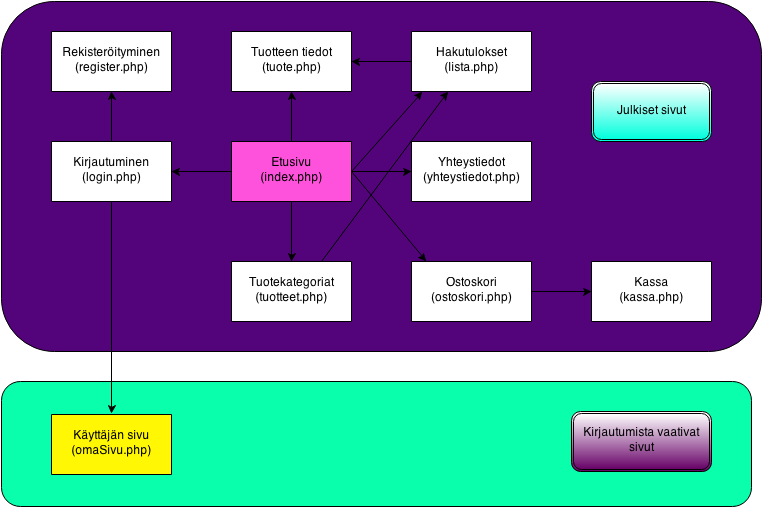 Rekisteröityminen
(register.php)
Tuotteen tiedot
(tuote.php)
Hakutulokset
(lista.php)
Julkiset sivut
Kirjautuminen
(login.php)
Etusivu
(index.php)
Yhteystiedot
(yhteystiedot.php)
Tuotekategoriat
(tuotteet.php)
Ostoskori
(ostoskori.php)
Kassa
(kassa.php)
Käyttäjän sivu
(omaSivu.php)
Kirjautumista vaativat
sivut